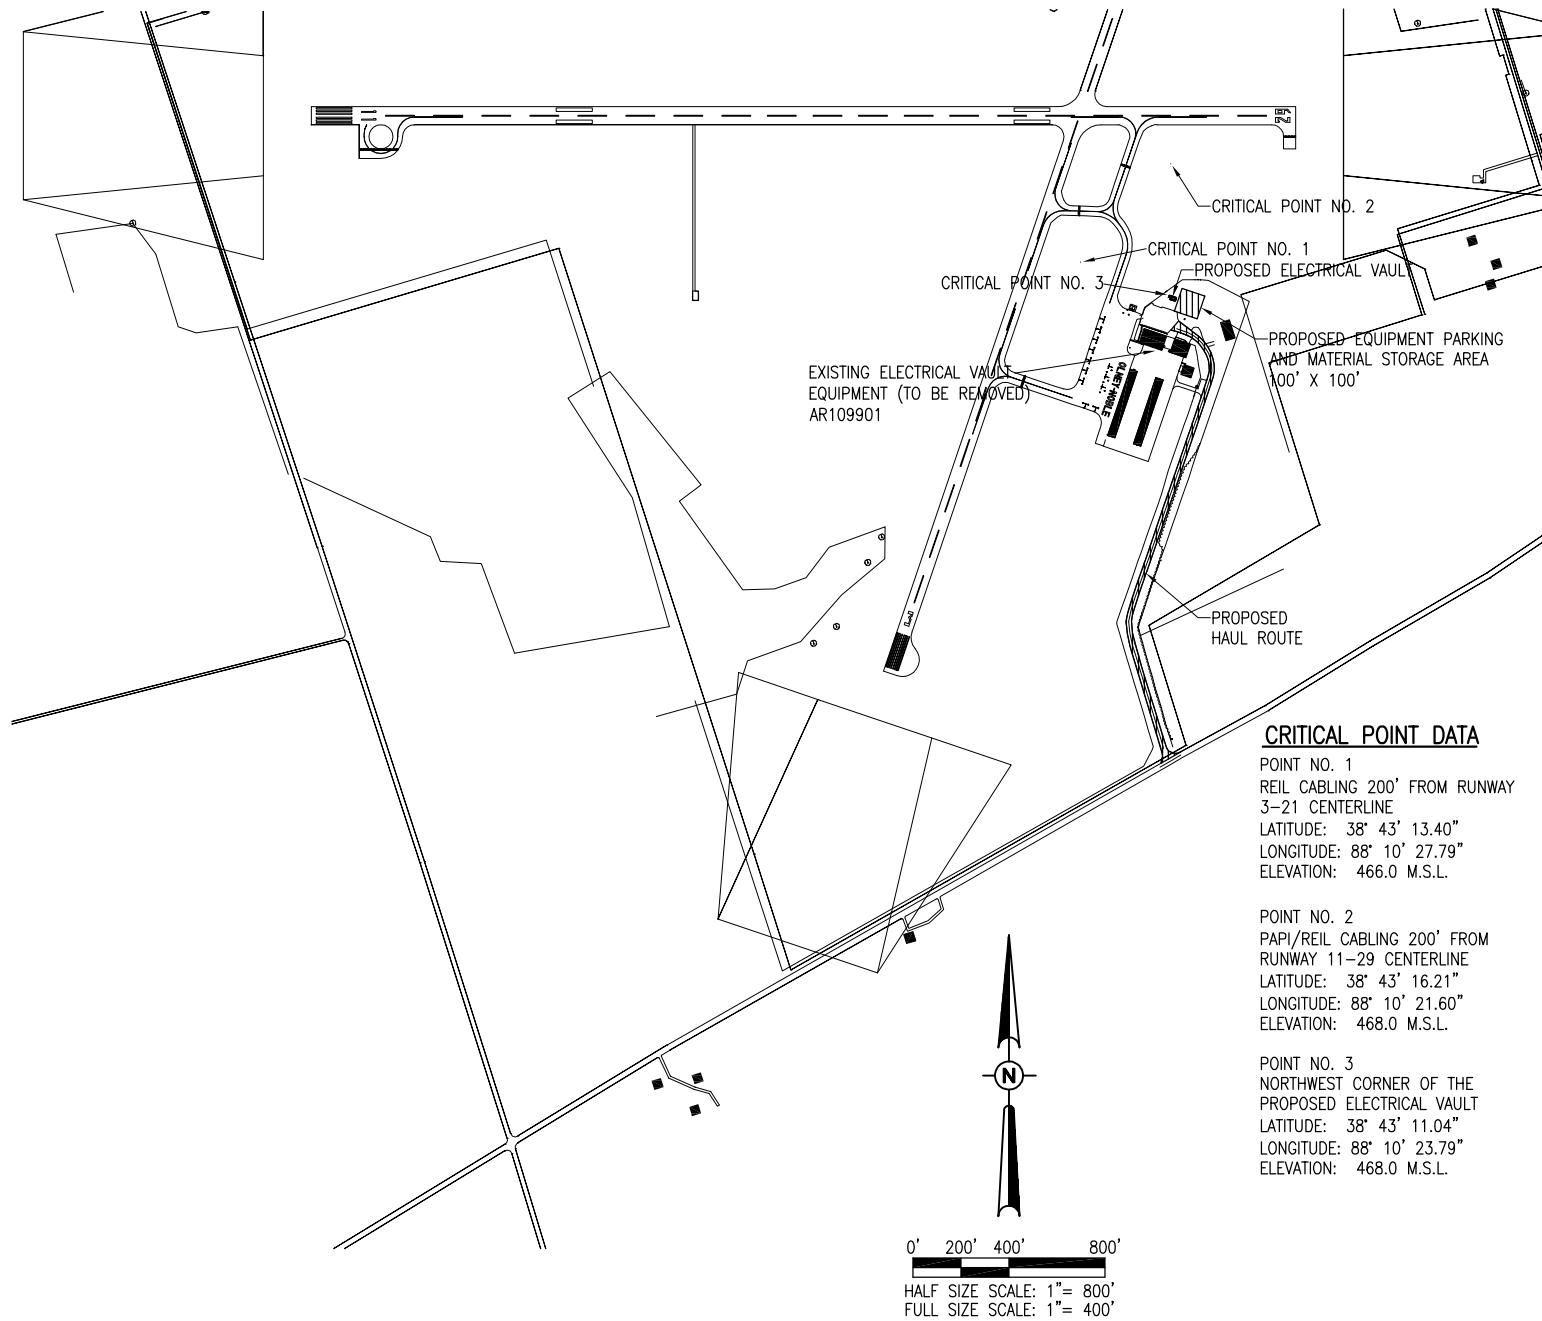 11
29
CRITICAL POINT NO. 2
CRITICAL POINT NO. 1
PROPOSED ELECTRICAL VAULT
CRITICAL POINT NO. 3
PROPOSED EQUIPMENT PARKING
AND MATERIAL STORAGE AREA
100' X 100'
EXISTING ELECTRICAL VAULT
EQUIPMENT (TO BE REMOVED)
AR109901
OLNEY-NOBLE
3
PROPOSED
HAUL ROUTE
CRITICAL POINT DATA
POINT NO. 1
REIL CABLING 200' FROM RUNWAY
3-21 CENTERLINE
LATITUDE: 38° 43' 13.40"
LONGITUDE: 88° 10' 27.79"
ELEVATION: 466.0 M.S.L.
POINT NO. 2
PAPI/REIL CABLING 200' FROM
RUNWAY 11-29 CENTERLINE
LATITUDE: 38° 43' 16.21"
LONGITUDE: 88° 10' 21.60"
ELEVATION: 468.0 M.S.L.
POINT NO. 3
NORTHWEST CORNER OF THE
PROPOSED ELECTRICAL VAULT
LATITUDE: 38° 43' 11.04"
LONGITUDE: 88° 10' 23.79"
ELEVATION: 468.0 M.S.L.
N
0' 200' 400' 800'
HALF SIZE SCALE: 1"= 800'
FULL SIZE SCALE: 1"= 400'